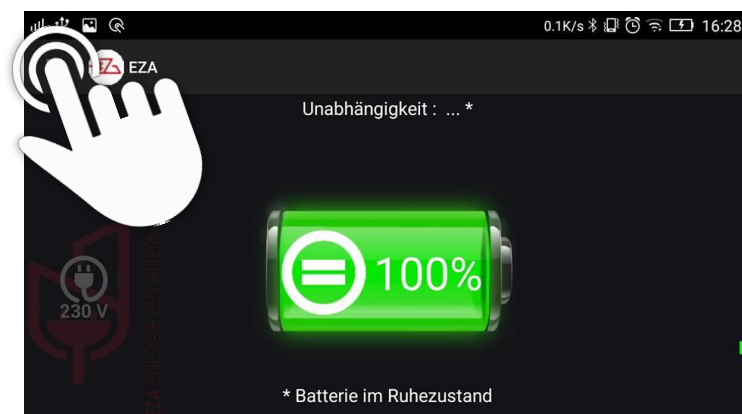 0.1K/s 16:28
EZA
Unabhängigkeit : ... *
100%
230 V
EZA ENERGIE ZEN
* Batterie im Ruhezustand